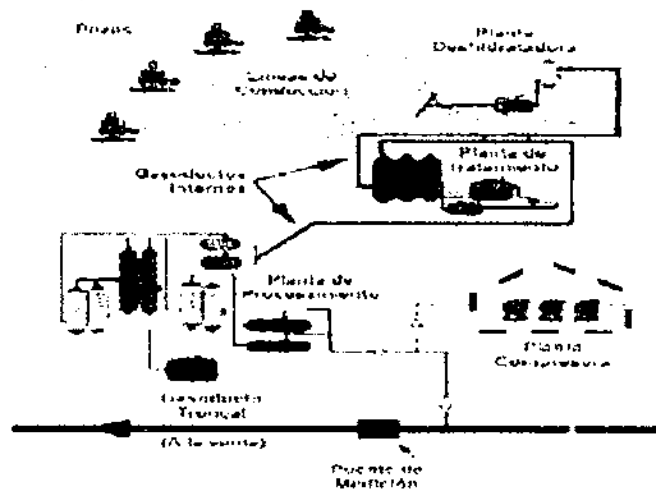 Pozos
Planta
Deshidratadora
Líneas de
Conducción
Gasoductos
Internos
Planta de
Tratamiento
Planta de
Procesamiento
Planta
Compresora
Gasoducto
Troncal
(A la venta)
Puente de
Medición